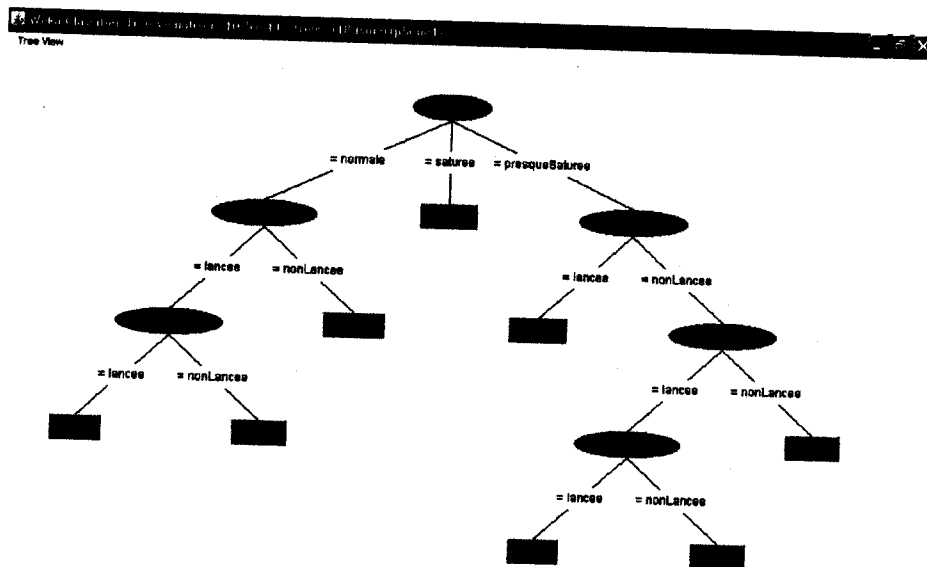 Tree View
= normale = saturee = presqueSaturee
= lancee = nonLancee = lancee = nonLancee
= lancee = nonLancee = lancee = nonLancee
= lancee = nonLancee